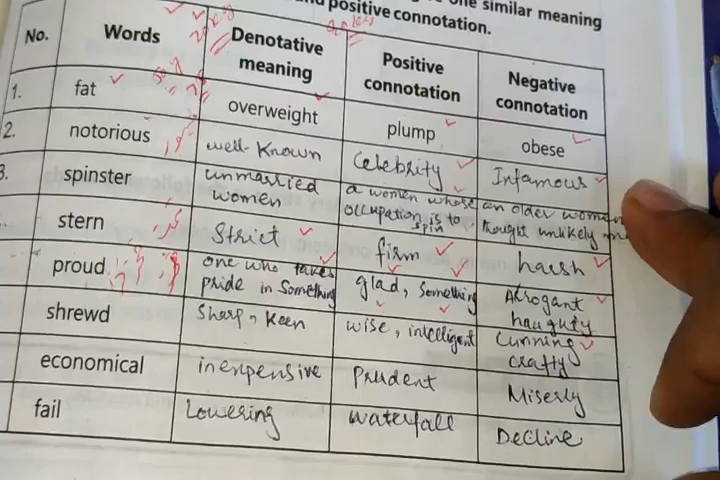 one similar meaning
positive connotation.
No. Words Denotative meaning Positive connotation Negative connotation
1. fat overweight plump obese
2. notorious well-known Celebrity Infamous
3. spinster unmarried women a women whose occupation is to spin an older women thought unlikely
stern Strict firm harsh
proud one who takes pride in something glad, something Arrogant haughty
shrewd Sharp, Keen wise, intelligent Cunning crafty
economical inexpensive Prudent Miserly
fail Lowering waterfall Decline